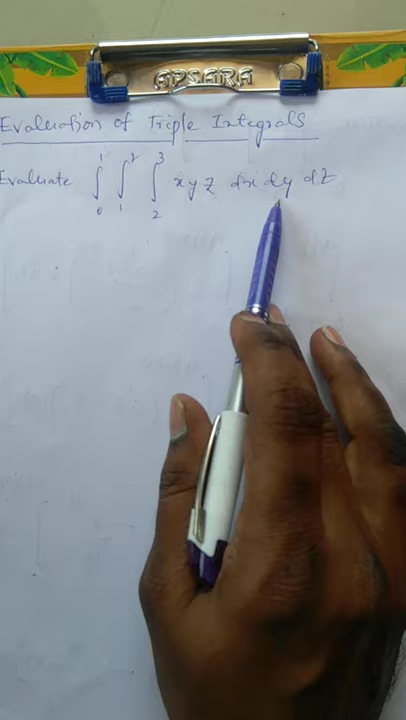 APSARA
Evaluation of Triple Integrals
Evaluate ∫₀¹ ∫₁² ∫₂³ xyz dx dy dz